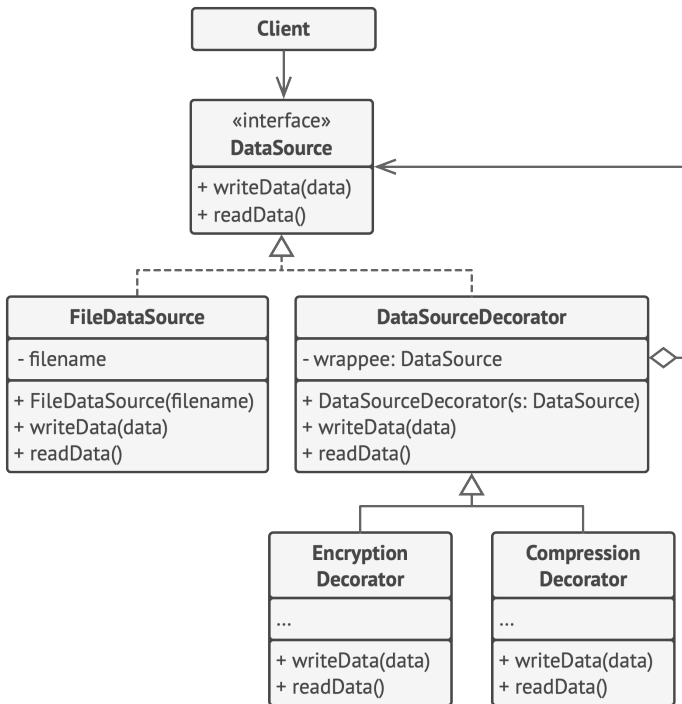 Client
«interface»
DataSource
+ writeData(data)
+ readData()
FileDataSource
- filename
+ FileDataSource(filename)
+ writeData(data)
+ readData()
DataSourceDecorator
- wrappee: DataSource
+ DataSourceDecorator(s: DataSource)
+ writeData(data)
+ readData()
Encryption
Decorator
...
+ writeData(data)
+ readData()
Compression
Decorator
...
+ writeData(data)
+ readData()